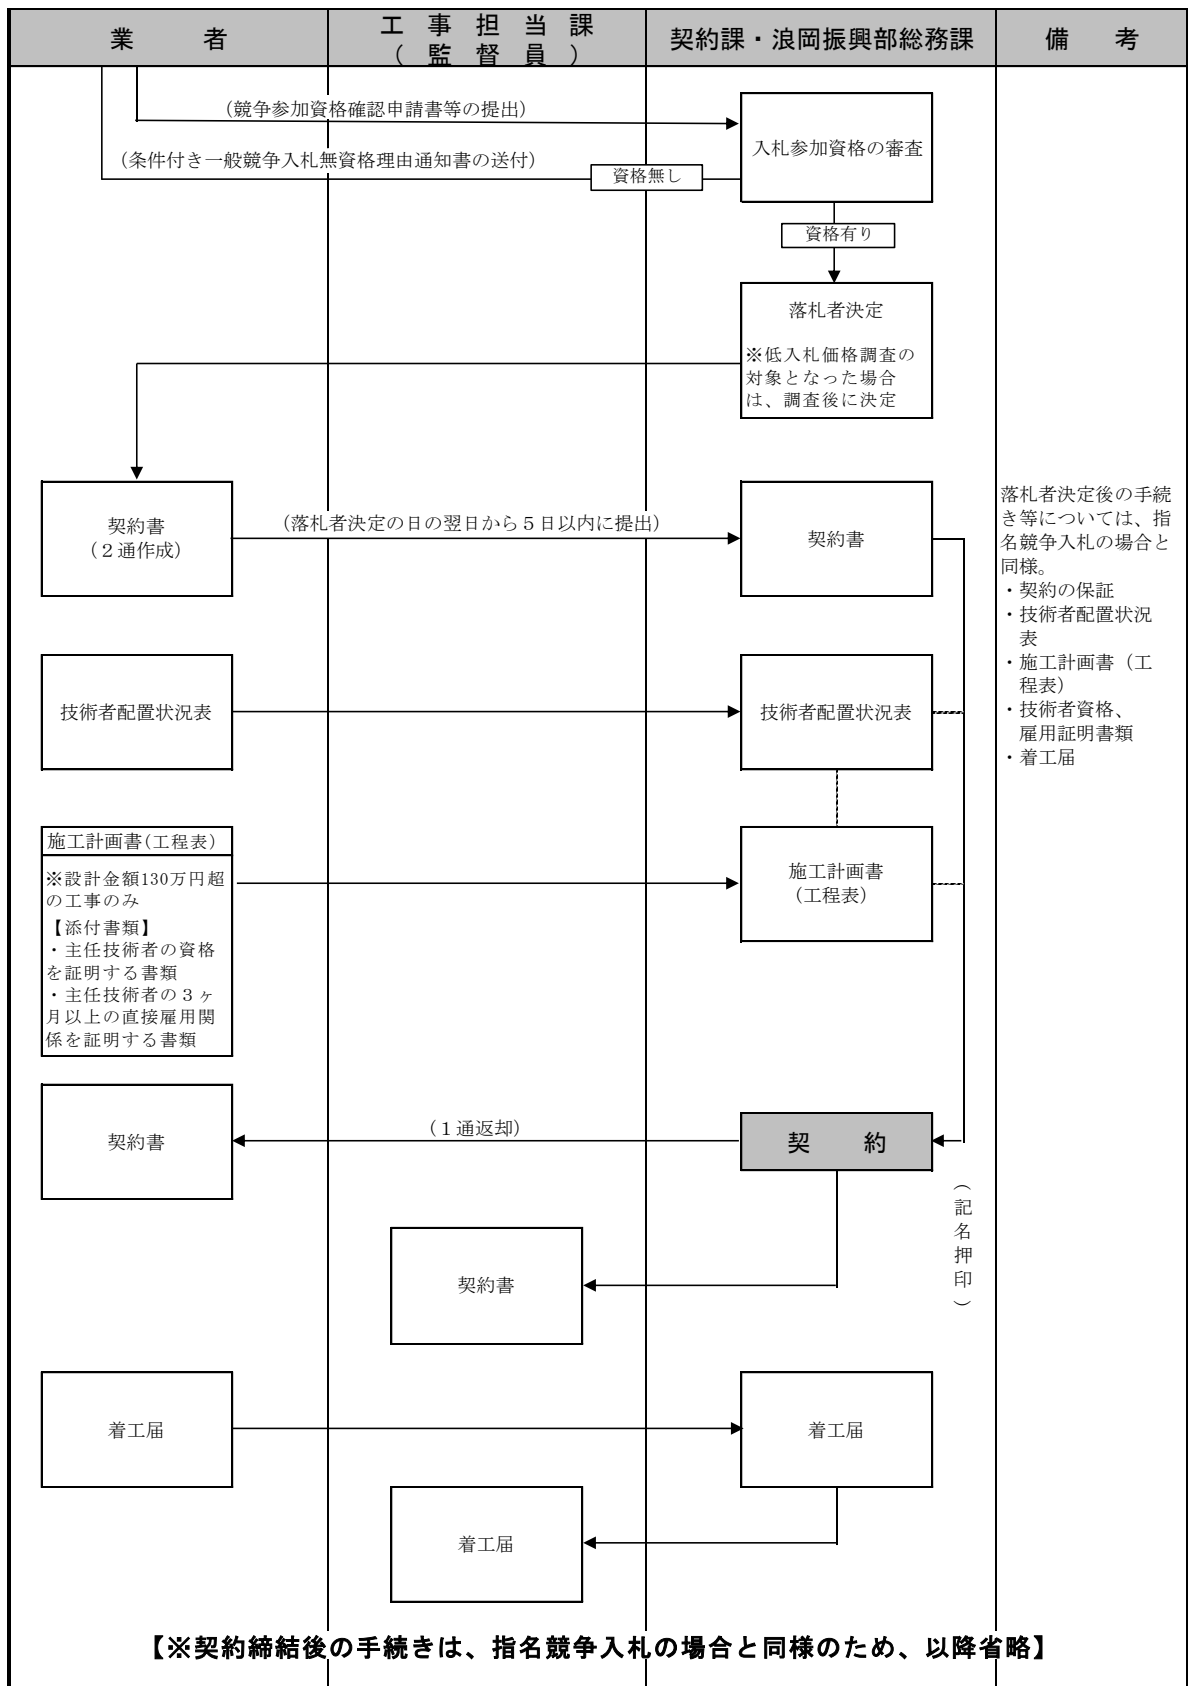 業　　者
工事担当課
（監督員）
契約課・浪岡振興部総務課
備　考
（競争参加資格確認申請書等の提出）
入札参加資格の審査
（条件付き一般競争入札無資格理由通知書の送付）
資格無し
資格有り
落札者決定
※低入札価格調査の
対象となった場合
は、調査後に決定
契約書
（２通作成）
（落札者決定の日の翌日から５日以内に提出）
契約書
落札者決定後の手続
き等については、指
名競争入札の場合と
同様。
・契約の保証
・技術者配置状況
表
・施工計画書（工
程表）
・技術者資格、
雇用証明書類
・着工届
技術者配置状況表
技術者配置状況表
施工計画書（工程表）
※設計金額130万円超
の工事のみ
【添付書類】
・主任技術者の資格
を証明する書類
・主任技術者の３ヶ
月以上の直接雇用関
係を証明する書類
施工計画書
（工程表）
契約書
（１通返却）
契　約
（記名押印）
契約書
着工届
着工届
着工届
【※契約締結後の手続きは、指名競争入札の場合と同様のため、以降省略】